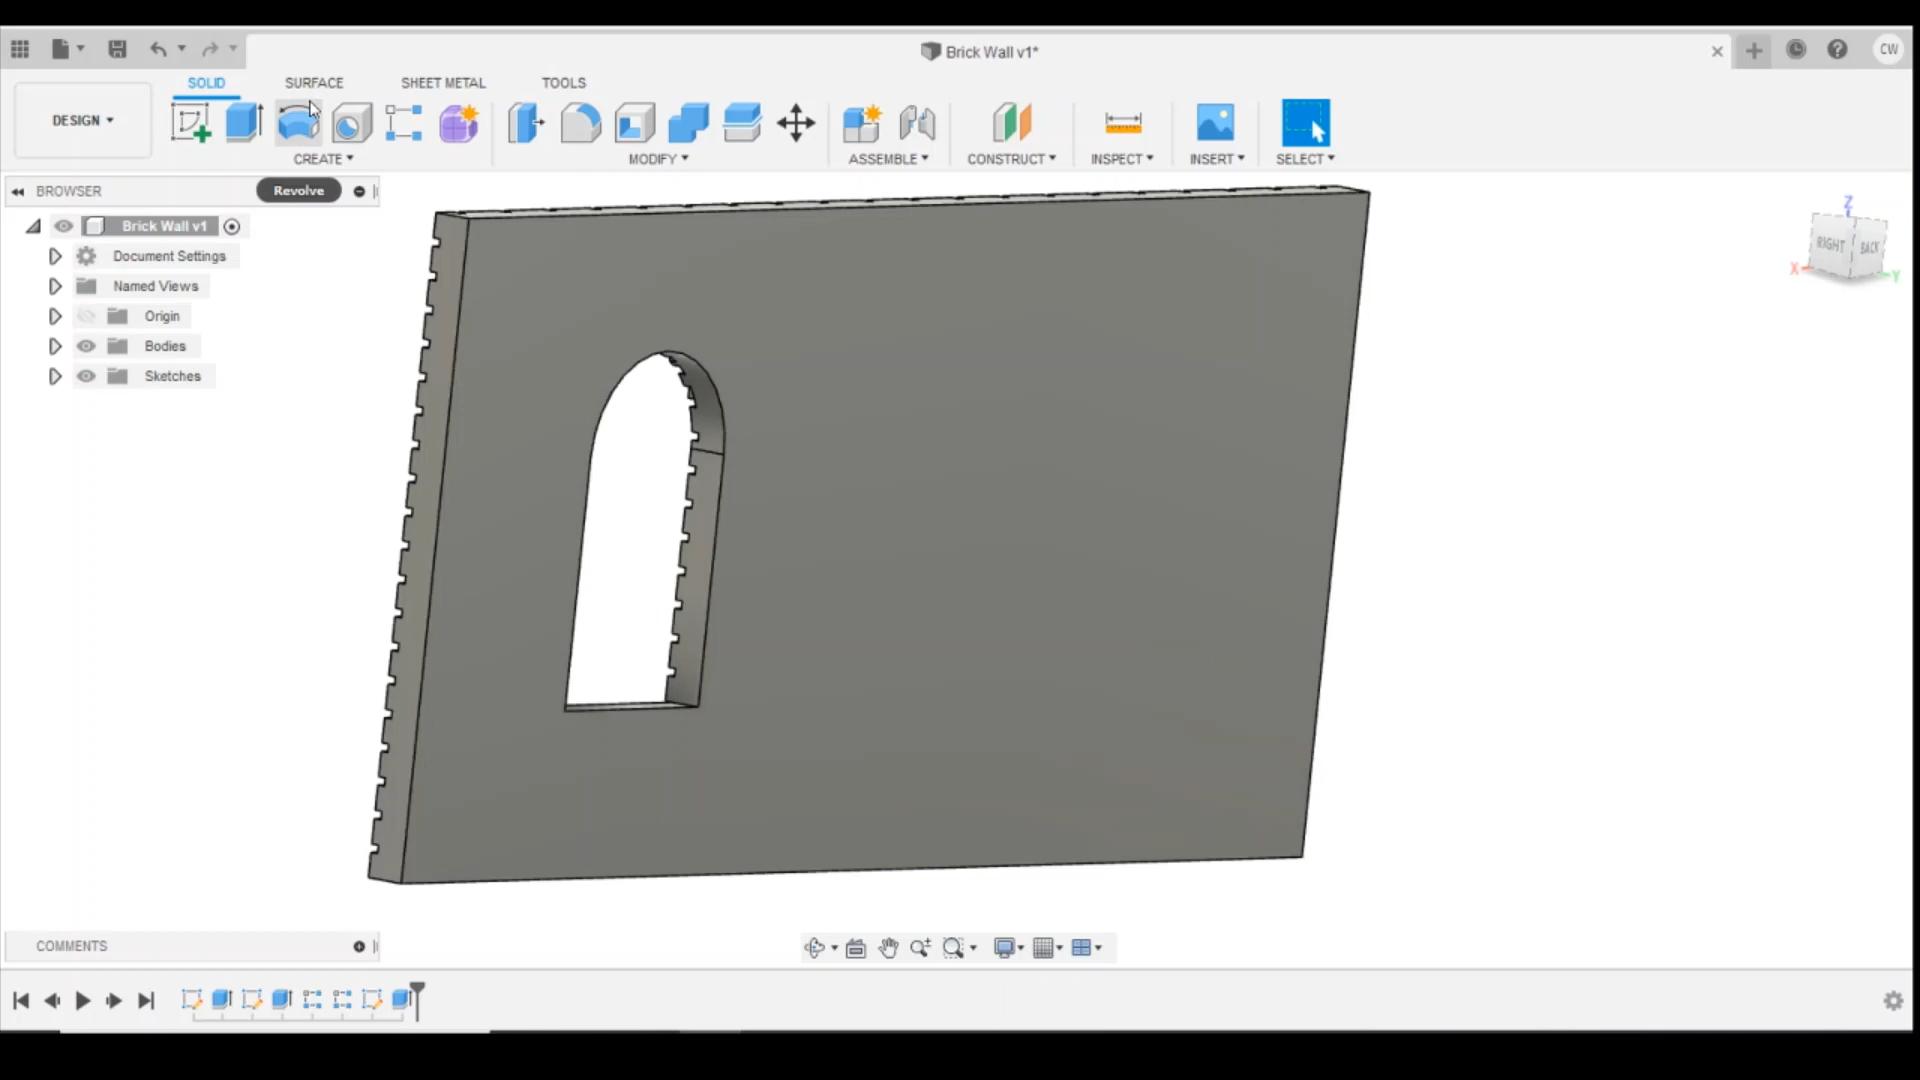 Brick Wall v1*
CW
SOLID SURFACE SHEET METAL TOOLS
DESIGN
CREATE MODIFY ASSEMBLE CONSTRUCT INSPECT INSERT SELECT
BROWSER
Revolve
Brick Wall v1
Document Settings
Named Views
Origin
Bodies
Sketches
Z
RIGHT BACK
X Y
COMMENTS